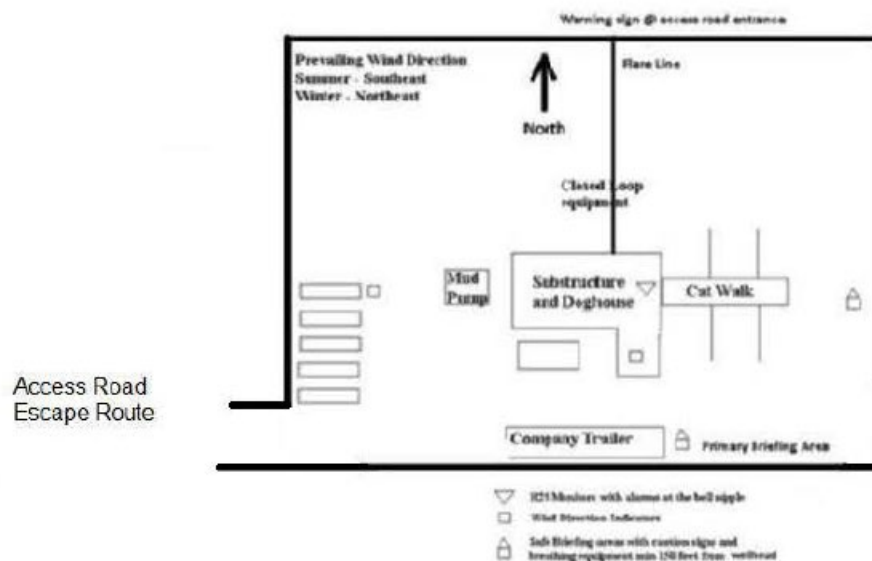 Warning sign @ access road entrance
Prevailing Wind Direction
Summer - Southeast
Winter - Northeast
Flare Line
North
Closed Loop
equipment
Mud
Pump
Substructure
and Doghouse
Cat Walk
Access Road
Escape Route
Company Trailer
Primary Briefing Area
H2S Monitors with alarms at the bell nipple
Wind Direction Indicators
Safe Briefing areas with caution signs and
breathing equipment min 150 feet from wellhead